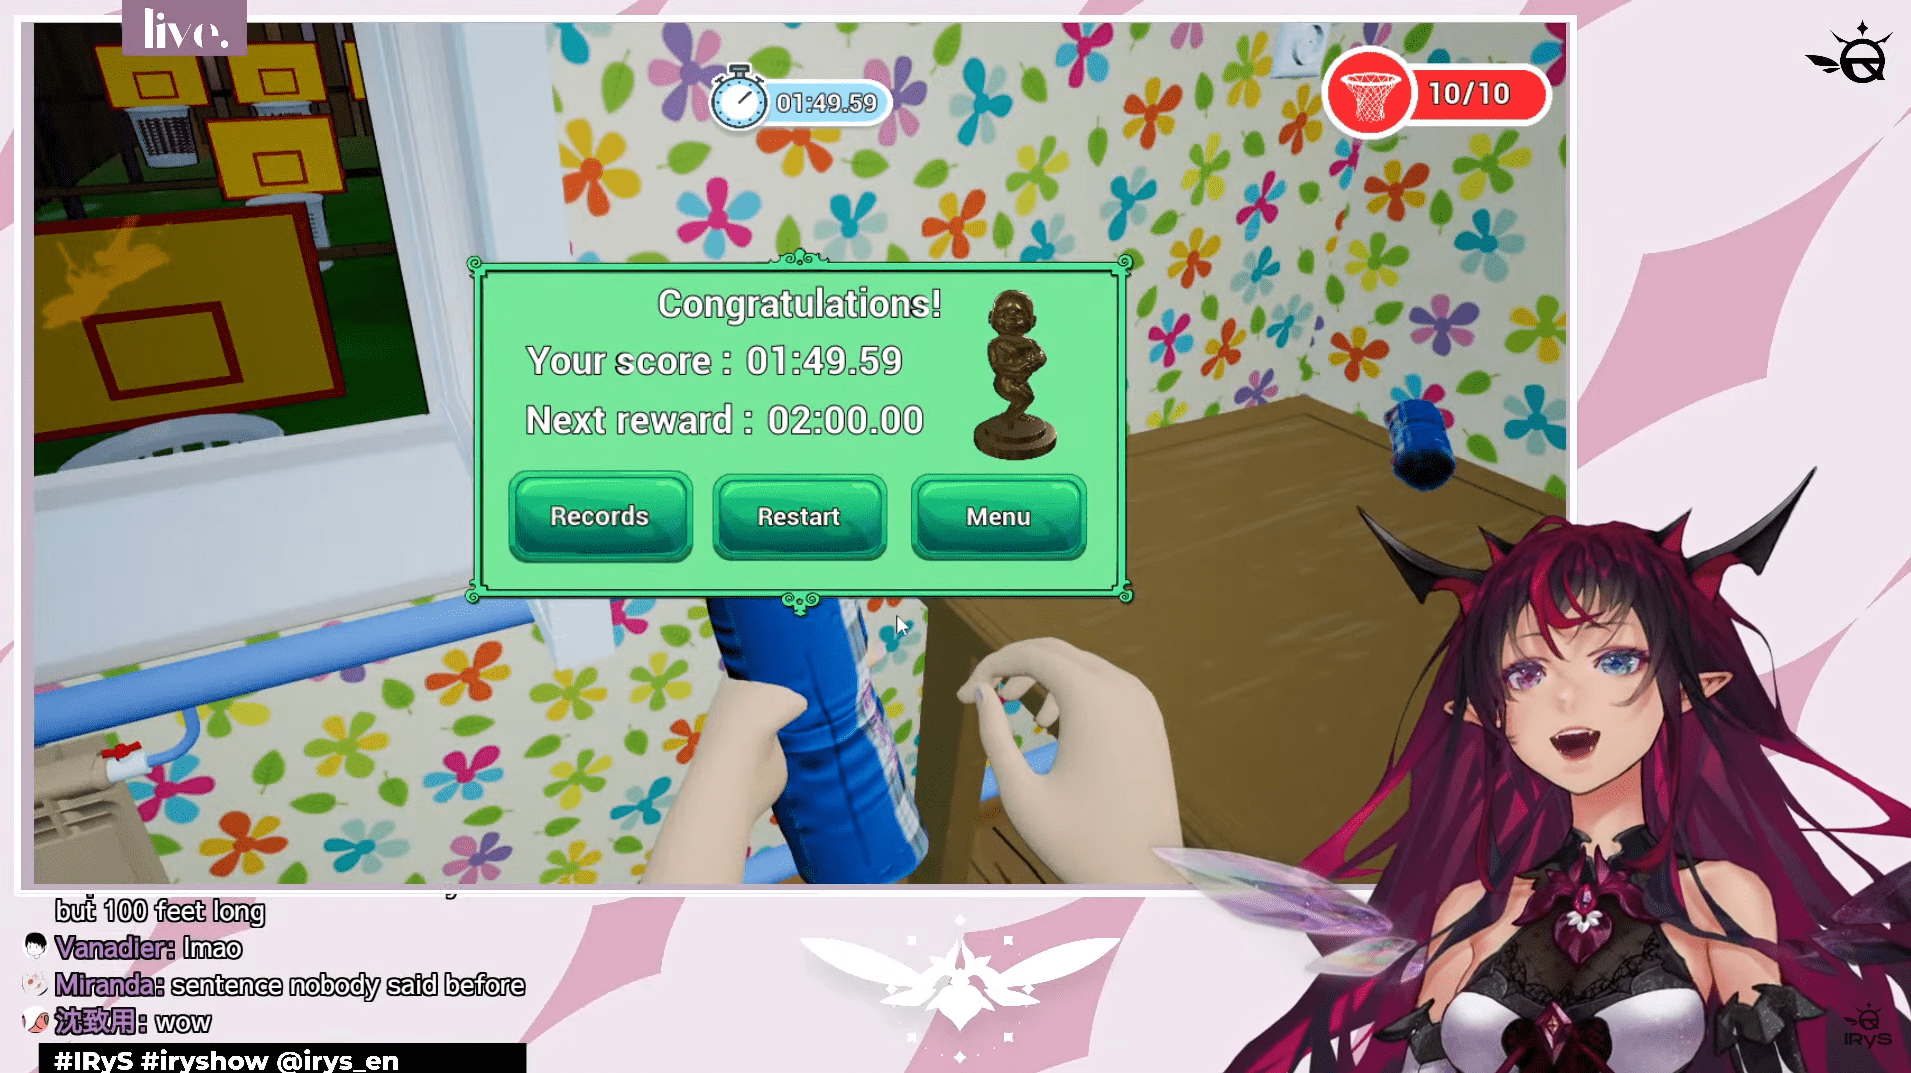 live.
01:49.59
10/10
Congratulations!
Your score : 01:49.59
Next reward : 02:00.00
Records
Restart
Menu
but 100 feet long
Vanadier: lmao
Miranda: sentence nobody said before
沈致用: wow
#IRyS #iryshow @irys_en
IRyS